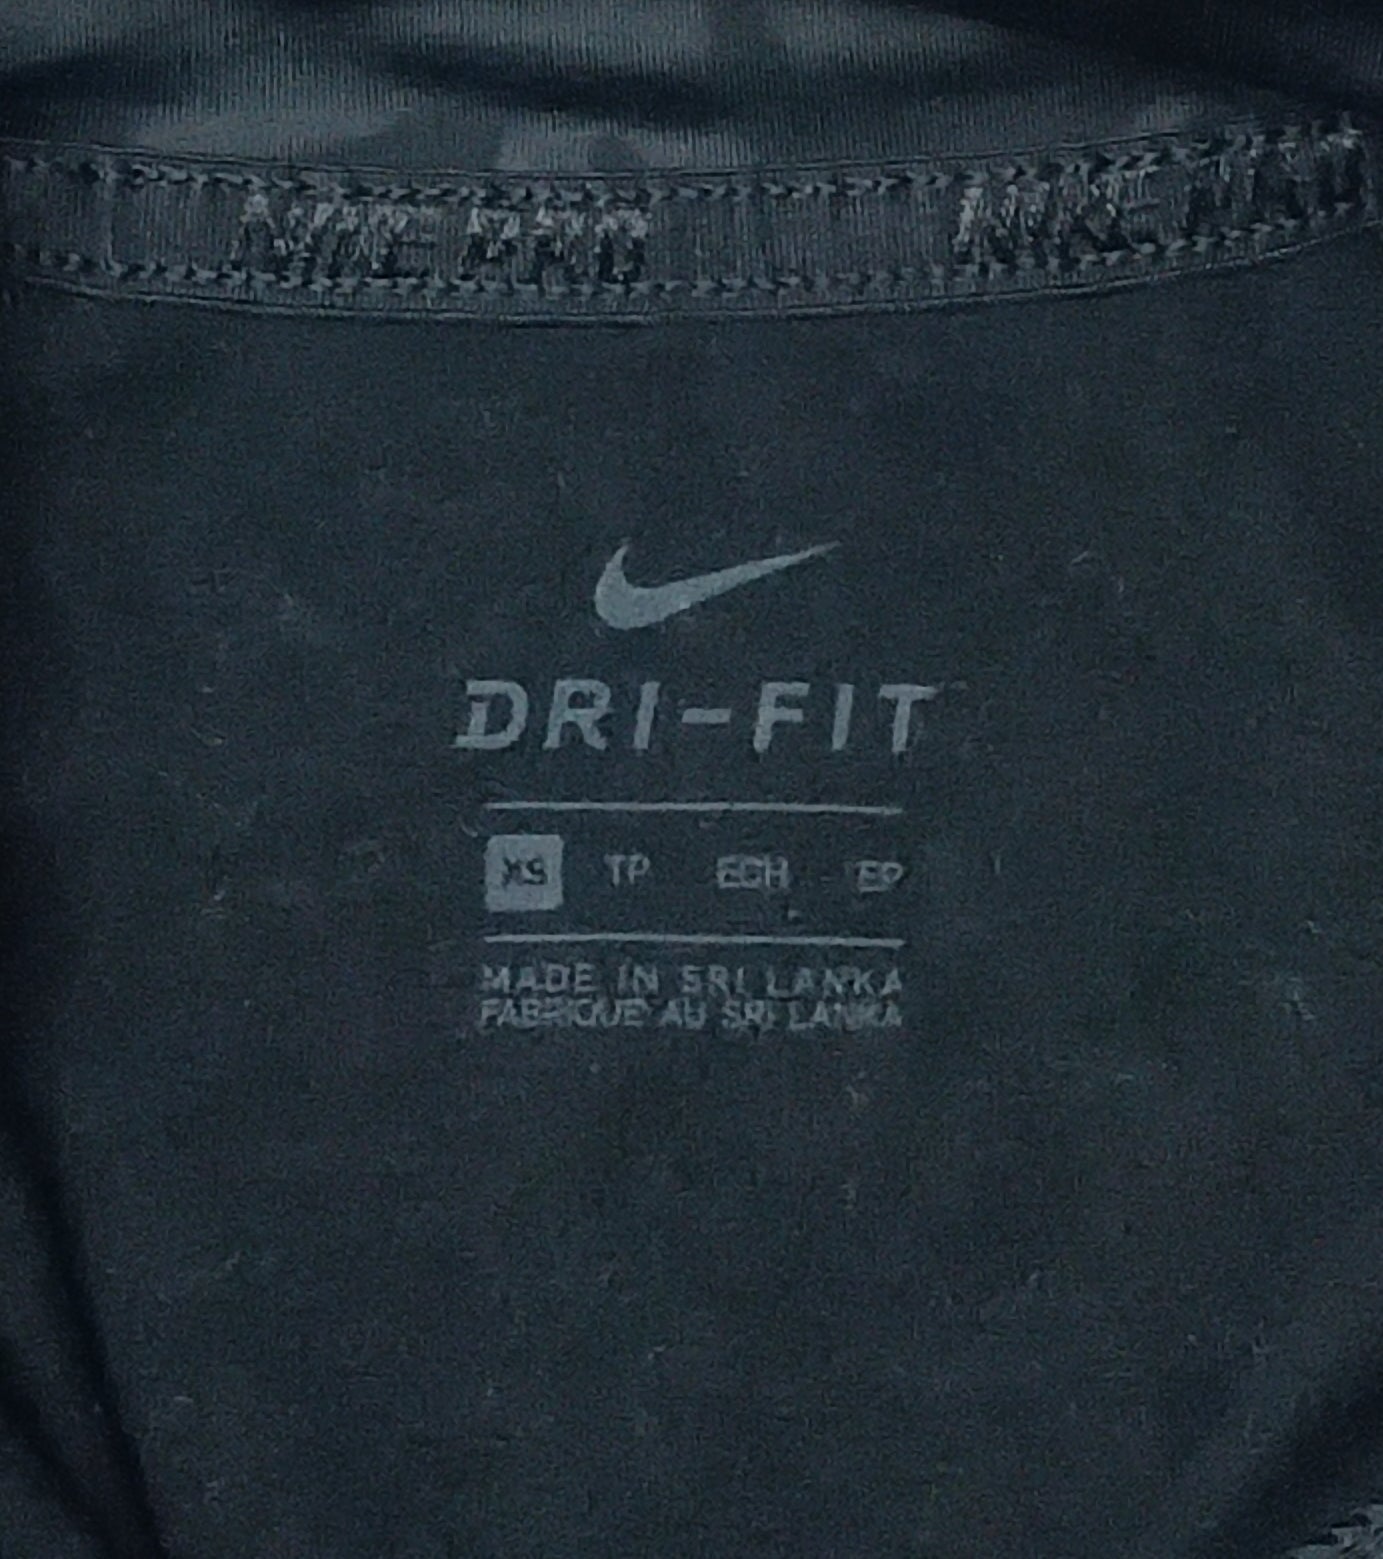 NIKE PRO NIKE PRO
DRI-FIT
XS TP ECH EP
MADE IN SRI LANKA
FABRIQUE AU SRI LANKA